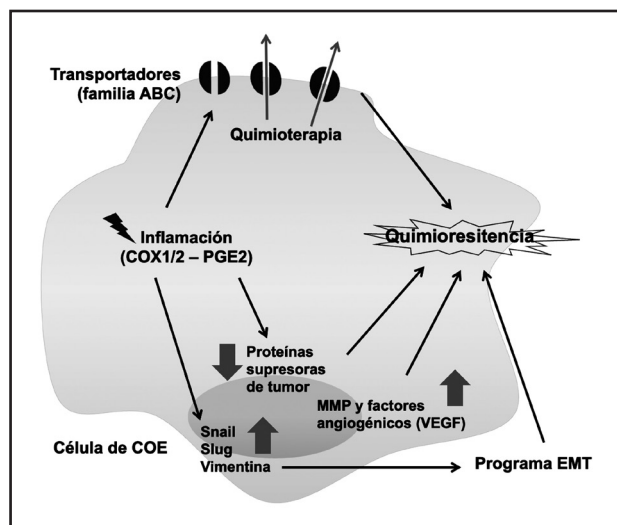 Transportadores
(familia ABC)
Quimioterapia
Inflamación
(COX1/2 – PGE2)
Quimioresitencia
Proteínas
supresoras
de tumor
MMP y factores
angiogénicos (VEGF)
Snail
Slug
Vimentina
Célula de COE
Programa EMT